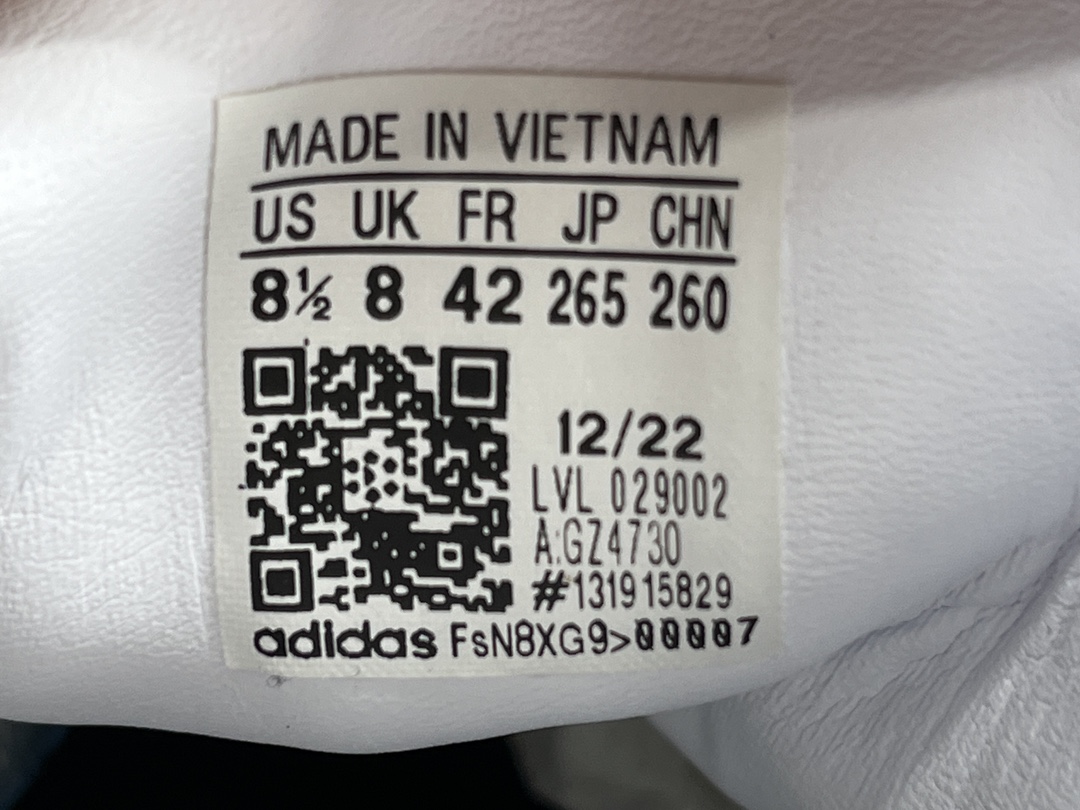 MADE IN VIETNAM
US UK FR JP CHN
8½ 8 42 265 260
12/22
LVL 029002
A:GZ4730
#131915829
adidas FsN8XG9>00007